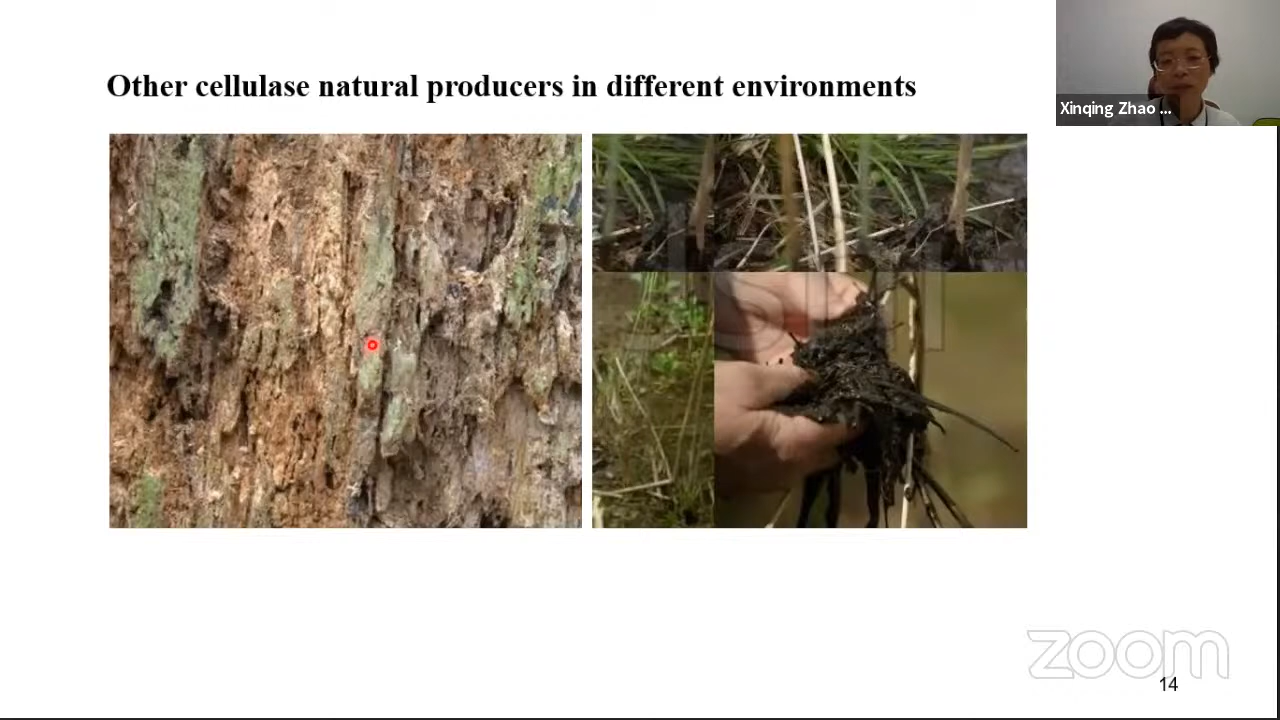 Other cellulase natural producers in different environments
Xinqing Zhao ...
zoom
14